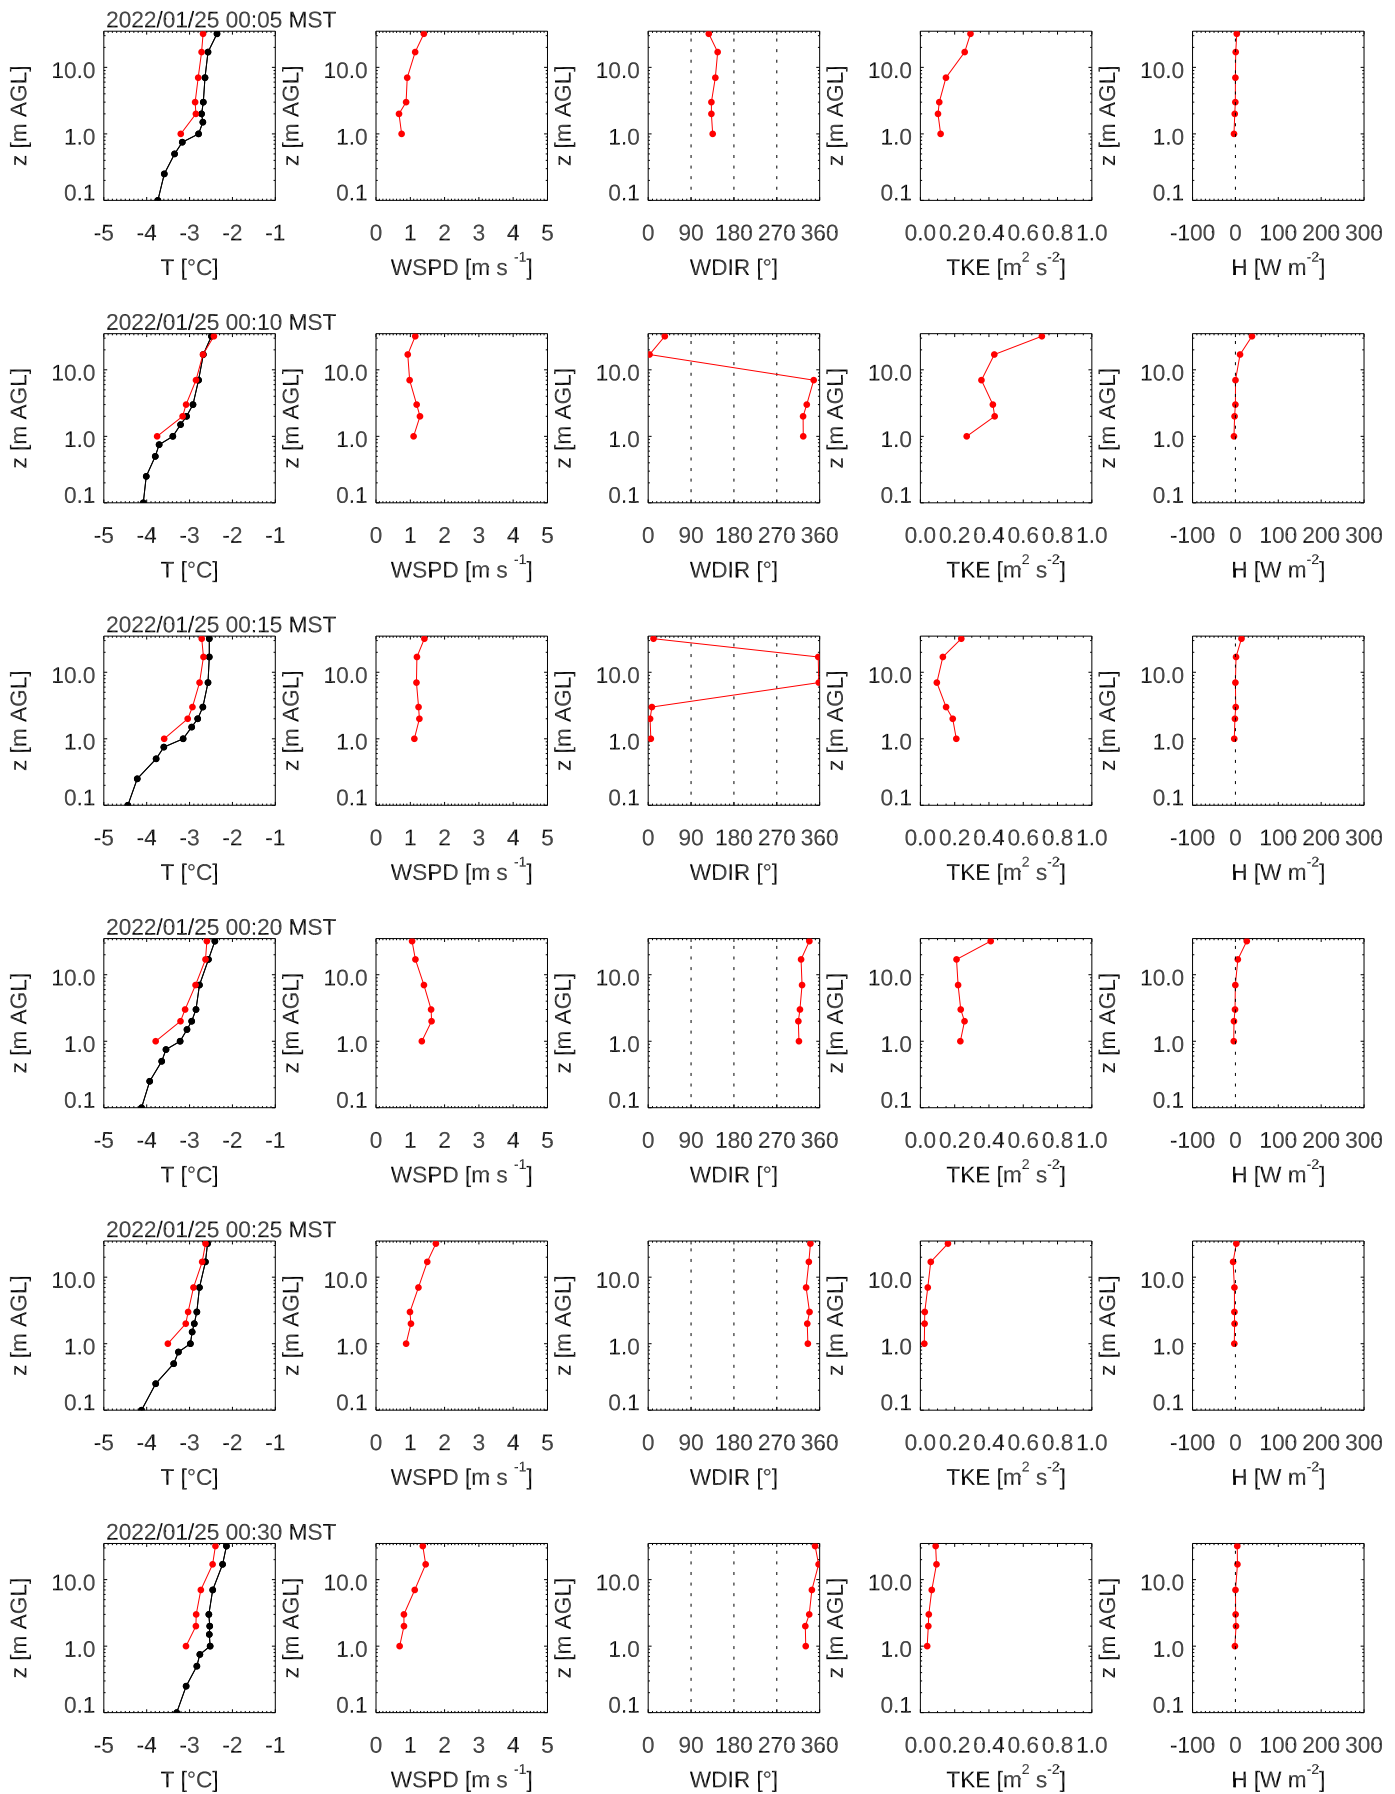 2022/01/25 00:05 MST
z [m AGL] 10.0 1.0 0.1 z [m AGL] 10.0 1.0 0.1 z [m AGL] 10.0 1.0 0.1 z [m AGL] 10.0 1.0 0.1 z [m AGL] 10.0 1.0 0.1
-5 -4 -3 -2 -1 0 1 2 3 4 5 0 90 180 270 360 0.0 0.2 0.4 0.6 0.8 1.0 -100 0 100 200 300
T [°C] WSPD [m s -1] WDIR [°] TKE [m2 s-2] H [W m-2]
2022/01/25 00:10 MST
z [m AGL] 10.0 1.0 0.1 z [m AGL] 10.0 1.0 0.1 z [m AGL] 10.0 1.0 0.1 z [m AGL] 10.0 1.0 0.1 z [m AGL] 10.0 1.0 0.1
-5 -4 -3 -2 -1 0 1 2 3 4 5 0 90 180 270 360 0.0 0.2 0.4 0.6 0.8 1.0 -100 0 100 200 300
T [°C] WSPD [m s -1] WDIR [°] TKE [m2 s-2] H [W m-2]
2022/01/25 00:15 MST
z [m AGL] 10.0 1.0 0.1 z [m AGL] 10.0 1.0 0.1 z [m AGL] 10.0 1.0 0.1 z [m AGL] 10.0 1.0 0.1 z [m AGL] 10.0 1.0 0.1
-5 -4 -3 -2 -1 0 1 2 3 4 5 0 90 180 270 360 0.0 0.2 0.4 0.6 0.8 1.0 -100 0 100 200 300
T [°C] WSPD [m s -1] WDIR [°] TKE [m2 s-2] H [W m-2]
2022/01/25 00:20 MST
z [m AGL] 10.0 1.0 0.1 z [m AGL] 10.0 1.0 0.1 z [m AGL] 10.0 1.0 0.1 z [m AGL] 10.0 1.0 0.1 z [m AGL] 10.0 1.0 0.1
-5 -4 -3 -2 -1 0 1 2 3 4 5 0 90 180 270 360 0.0 0.2 0.4 0.6 0.8 1.0 -100 0 100 200 300
T [°C] WSPD [m s -1] WDIR [°] TKE [m2 s-2] H [W m-2]
2022/01/25 00:25 MST
z [m AGL] 10.0 1.0 0.1 z [m AGL] 10.0 1.0 0.1 z [m AGL] 10.0 1.0 0.1 z [m AGL] 10.0 1.0 0.1 z [m AGL] 10.0 1.0 0.1
-5 -4 -3 -2 -1 0 1 2 3 4 5 0 90 180 270 360 0.0 0.2 0.4 0.6 0.8 1.0 -100 0 100 200 300
T [°C] WSPD [m s -1] WDIR [°] TKE [m2 s-2] H [W m-2]
2022/01/25 00:30 MST
z [m AGL] 10.0 1.0 0.1 z [m AGL] 10.0 1.0 0.1 z [m AGL] 10.0 1.0 0.1 z [m AGL] 10.0 1.0 0.1 z [m AGL] 10.0 1.0 0.1
-5 -4 -3 -2 -1 0 1 2 3 4 5 0 90 180 270 360 0.0 0.2 0.4 0.6 0.8 1.0 -100 0 100 200 300
T [°C] WSPD [m s -1] WDIR [°] TKE [m2 s-2] H [W m-2]